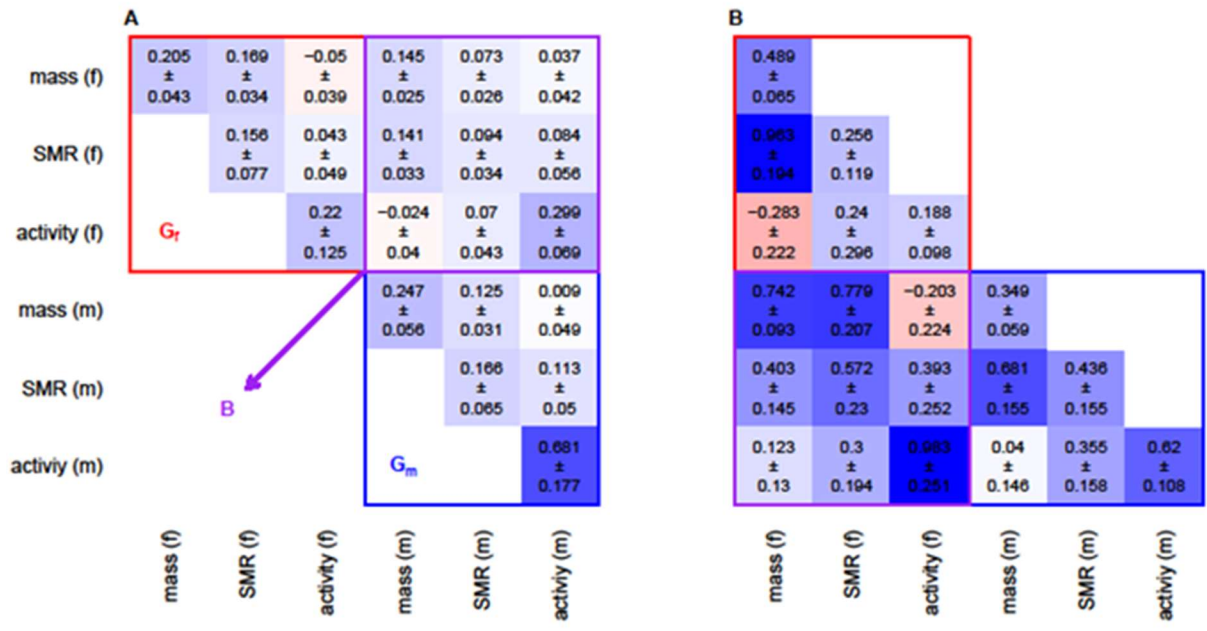 A
B
mass (f)
0.205 0.169 −0.05 0.145 0.073 0.037
± ± ± ± ± ±
0.043 0.034 0.039 0.025 0.026 0.042
0.489
±
0.065
SMR (f)
0.156 0.043 0.141 0.094 0.084
± ± ± ± ±
0.077 0.049 0.033 0.034 0.056
0.963 0.256
± ±
0.194 0.119
activity (f)
Gf
0.22 −0.024 0.07 0.299
± ± ± ±
0.125 0.04 0.043 0.069
−0.283 0.24 0.188
± ± ±
0.222 0.296 0.098
mass (m)
0.247 0.125 0.009
± ± ±
0.056 0.031 0.049
0.742 0.779 −0.203 0.349
± ± ± ±
0.093 0.207 0.224 0.059
SMR (m)
B
0.166 0.113
± ±
0.065 0.05
0.403 0.572 0.393 0.681 0.436
± ± ± ± ±
0.145 0.23 0.252 0.155 0.155
activiy (m)
Gm
0.681
±
0.177
0.123 0.3 0.983 0.04 0.355 0.62
± ± ± ± ± ±
0.13 0.194 0.251 0.146 0.158 0.108
mass (f)
SMR (f)
activity (f)
mass (m)
SMR (m)
activiy (m)
mass (f)
SMR (f)
activity (f)
mass (m)
SMR (m)
activiy (m)